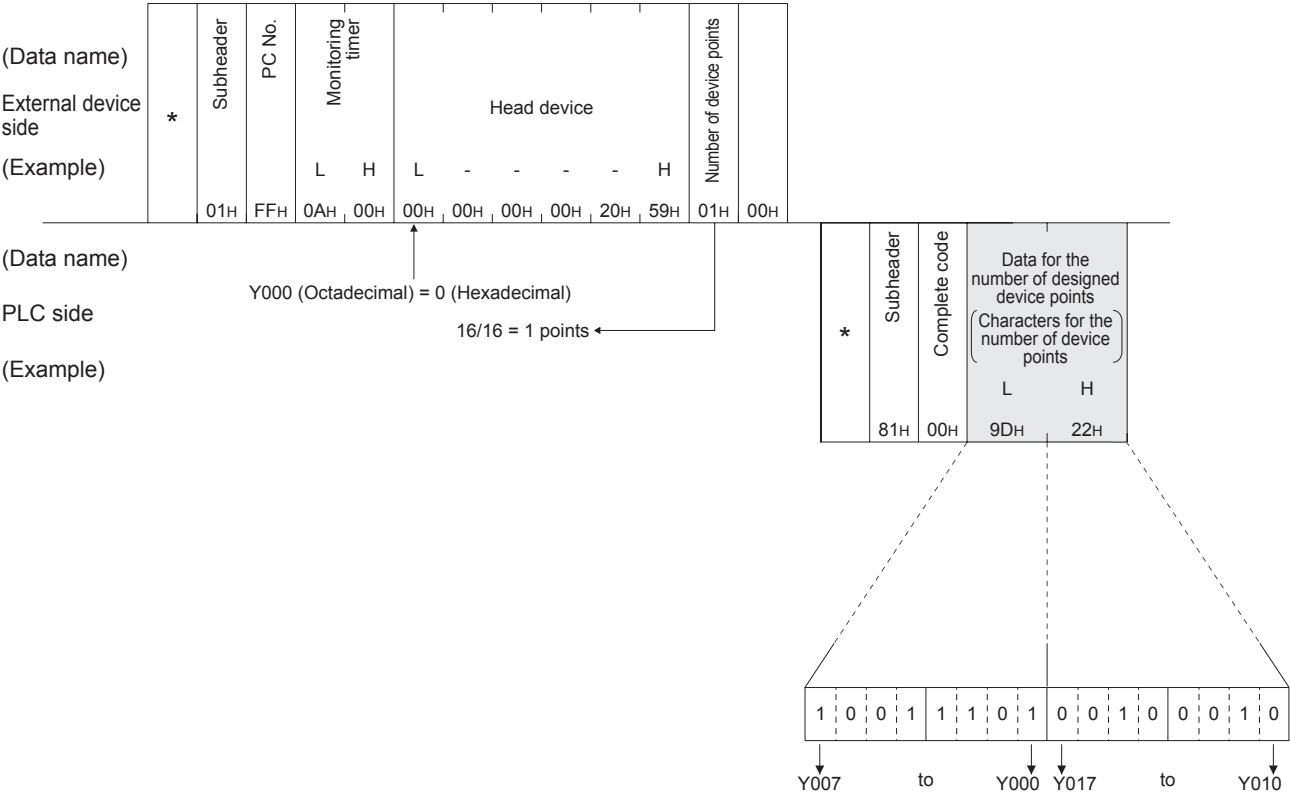 (Data name)
External device
side
(Example)
*
Subheader
PC No.
Monitoring
timer
Head device
Number of device points
L H L - - - - H
01H FFH 0AH 00H 00H 00H 00H 00H 20H 59H 01H 00H
(Data name)
PLC side
(Example)
Y000 (Octadecimal) = 0 (Hexadecimal)
16/16 = 1 points
*
Subheader
Complete code
Data for the
number of designed
device points
(Characters for the
number of device
points)
L H
81H 00H 9DH 22H
1 0 0 1 1 1 0 1 0 0 1 0 0 0 1 0
Y007 to Y000 Y017 to Y010